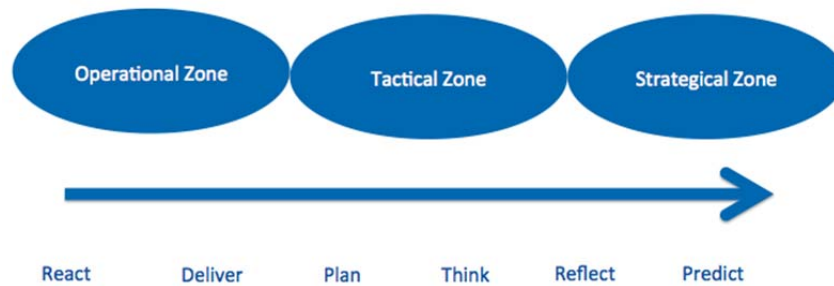 Operational Zone Tactical Zone Strategical Zone
React Deliver Plan Think Reflect Predict